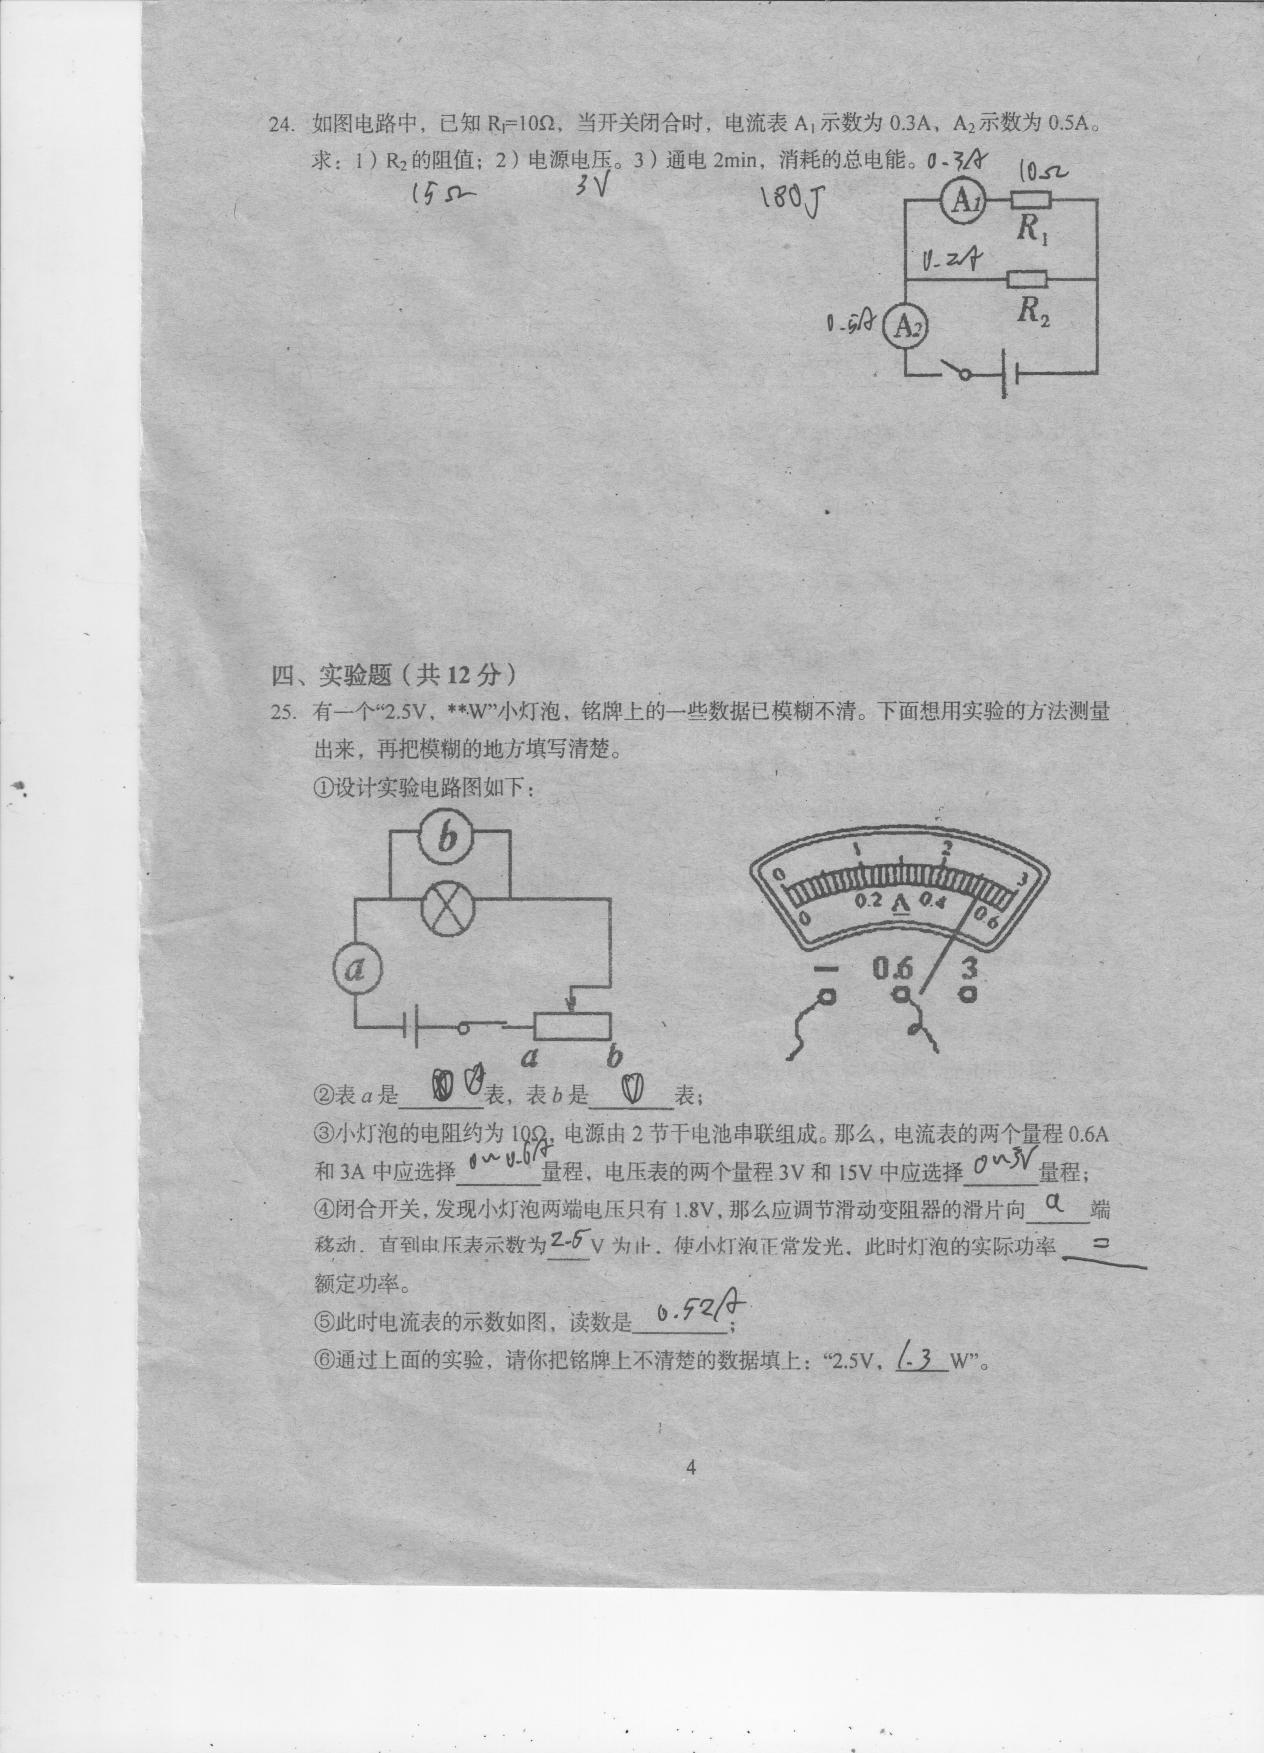 24. 如图电路中，已知 R₁=10Ω，当开关闭合时，电流表 A₁ 示数为 0.3A，A₂ 示数为 0.5A。
求：1）R₂ 的阻值；2）电源电压。3）通电 2min，消耗的总电能。
15Ω 3V 180J
0.3A 10Ω
A₁ R₁
0.2A
R₂
0.5A A₂
四、实验题（共 12 分）
25. 有一个“2.5V，**W”小灯泡，铭牌上的一些数据已模糊不清。下面想用实验的方法测量
出来，再把模糊的地方填写清楚。
①设计实验电路图如下：
b
a
a b
0 1 2 3
0 0.2 A 0.4 0.6
— 0.6 3
②表 a 是 A 表，表 b 是 V 表；
③小灯泡的电阻约为 10Ω，电源由 2 节干电池串联组成。那么，电流表的两个量程 0.6A
和 3A 中应选择 0~0.6A 量程，电压表的两个量程 3V 和 15V 中应选择 0~3V 量程；
④闭合开关，发现小灯泡两端电压只有 1.8V，那么应调节滑动变阻器的滑片向 a 端
移动，直到电压表示数为 2.5 V 为止，使小灯泡正常发光，此时灯泡的实际功率 =
额定功率。
⑤此时电流表的示数如图，读数是 0.52A；
⑥通过上面的实验，请你把铭牌上不清楚的数据填上：“2.5V， 1.3 W”。
4